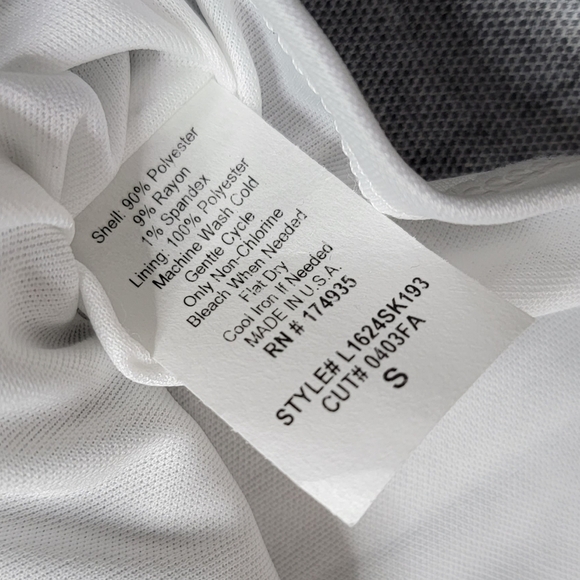 Shell: 90% Polyester
9% Rayon
1% Spandex
Lining: 100% Polyester
Machine Wash Cold
Gentle Cycle
Only Non-Chlorine
Bleach When Needed
Flat Dry
Cool Iron If Needed
MADE IN U.S.A.
RN # 174935
STYLE# L1624SK193
CUT# 0403FA
S